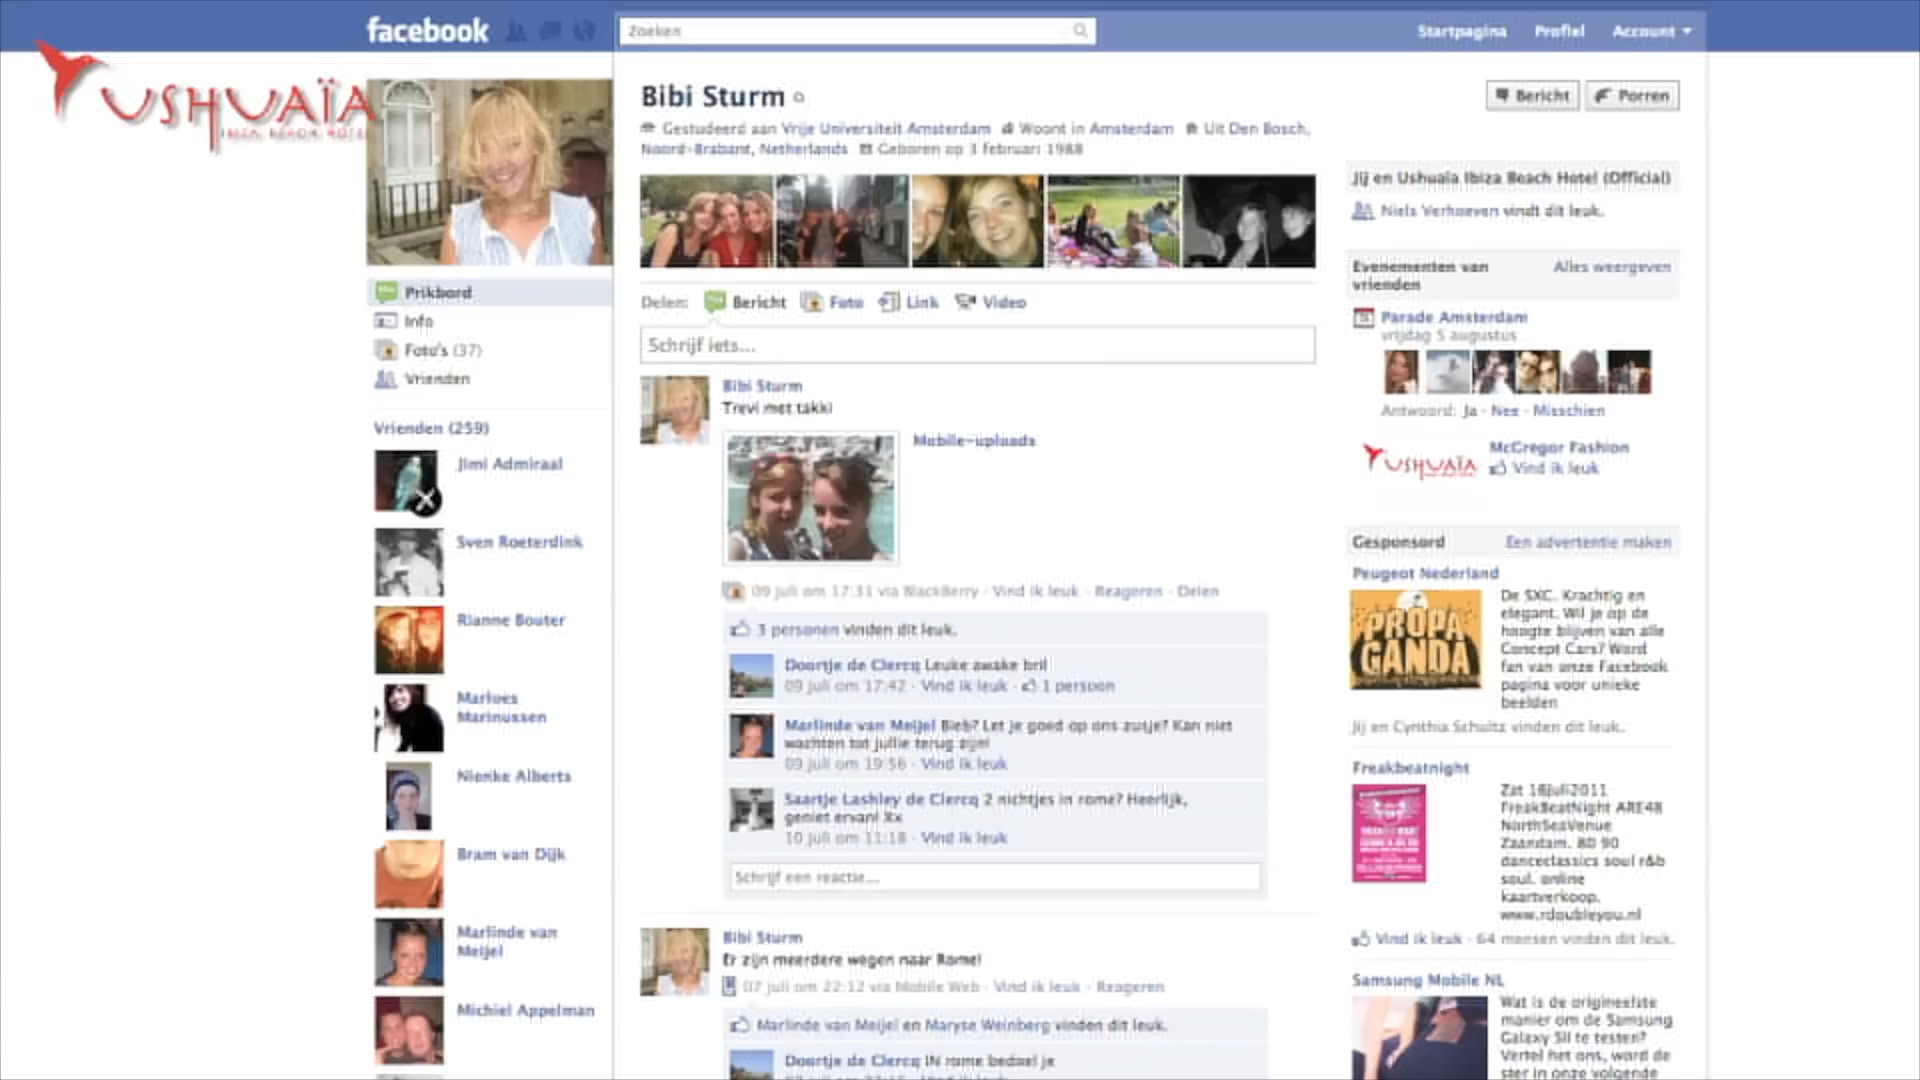 facebook
Zoeken
Startpagina Profiel Account
USHUAÏA
IBIZA BEACH HOTEL
Bibi Sturm
Bericht Porren
Gestudeerd aan Vrije Universiteit Amsterdam Woont in Amsterdam Uit Den Bosch,
Noord-Brabant, Netherlands Geboren op 3 februari 1988
Prikbord
Info
Foto's (37)
Vrienden
Vrienden (259)
Jimi Admiraal
Sven Roeterdink
Rianne Bouter
Marloes
Marinussen
Nienke Alberts
Bram van Dijk
Marlinde van
Meijel
Michiel Appelman
Delen: Bericht Foto Link Video
Schrijf iets...
Bibi Sturm
Trevi met takki
Mobile-uploads
09 juli om 17:31 via BlackBerry · Vind ik leuk · Reageren · Delen
3 personen vinden dit leuk.
Doortje de Clercq Leuke awake bril
09 juli om 17:42 · Vind ik leuk · 1 persoon
Marlinde van Meijel Bieb? Let je goed op ons zusje? Kan niet
wachten tot jullie terug zijn!
09 juli om 19:56 · Vind ik leuk
Saartje Lashley de Clercq 2 nichtjes in rome? Heerlijk,
geniet ervan! Xx
10 juli om 11:18 · Vind ik leuk
Schrijf een reactie...
Bibi Sturm
Er zijn meerdere wegen naar Rome!
07 juli om 22:12 via Mobile Web · Vind ik leuk · Reageren
Marlinde van Meijel en Maryse Weinberg vinden dit leuk.
Doortje de Clercq IN rome bedoel je
Jij en Ushuaia Ibiza Beach Hotel (Official)
Niels Verhoeven vindt dit leuk.
Evenementen van Alles weergeven
vrienden
Parade Amsterdam
vrijdag 5 augustus
Antwoord: Ja · Nee · Misschien
USHUAÏA
McGregor Fashion
Vind ik leuk
Gesponsord Een advertentie maken
Peugeot Nederland
PROPA
GANDA
De SXC. Krachtig en
elegant. Wil je op de
hoogte blijven van alle
Concept Cars? Word
fan van onze Facebook
pagina voor unieke
beelden
Jij en Cynthia Schultz vinden dit leuk.
Freakbeatnight
Zat 16juli2011
FreakBeatNight ARE48
NorthSeaVenue
Zaandam. 80 90
danceclassics soul r&b
soul. online
kaartverkoop.
www.rdoubleyou.nl
Vind ik leuk · 64 mensen vinden dit leuk.
Samsung Mobile NL
Wat is de origineelste
manier om de Samsung
Galaxy SII te testen?
Vertel het ons, word de
ster in onze volgende